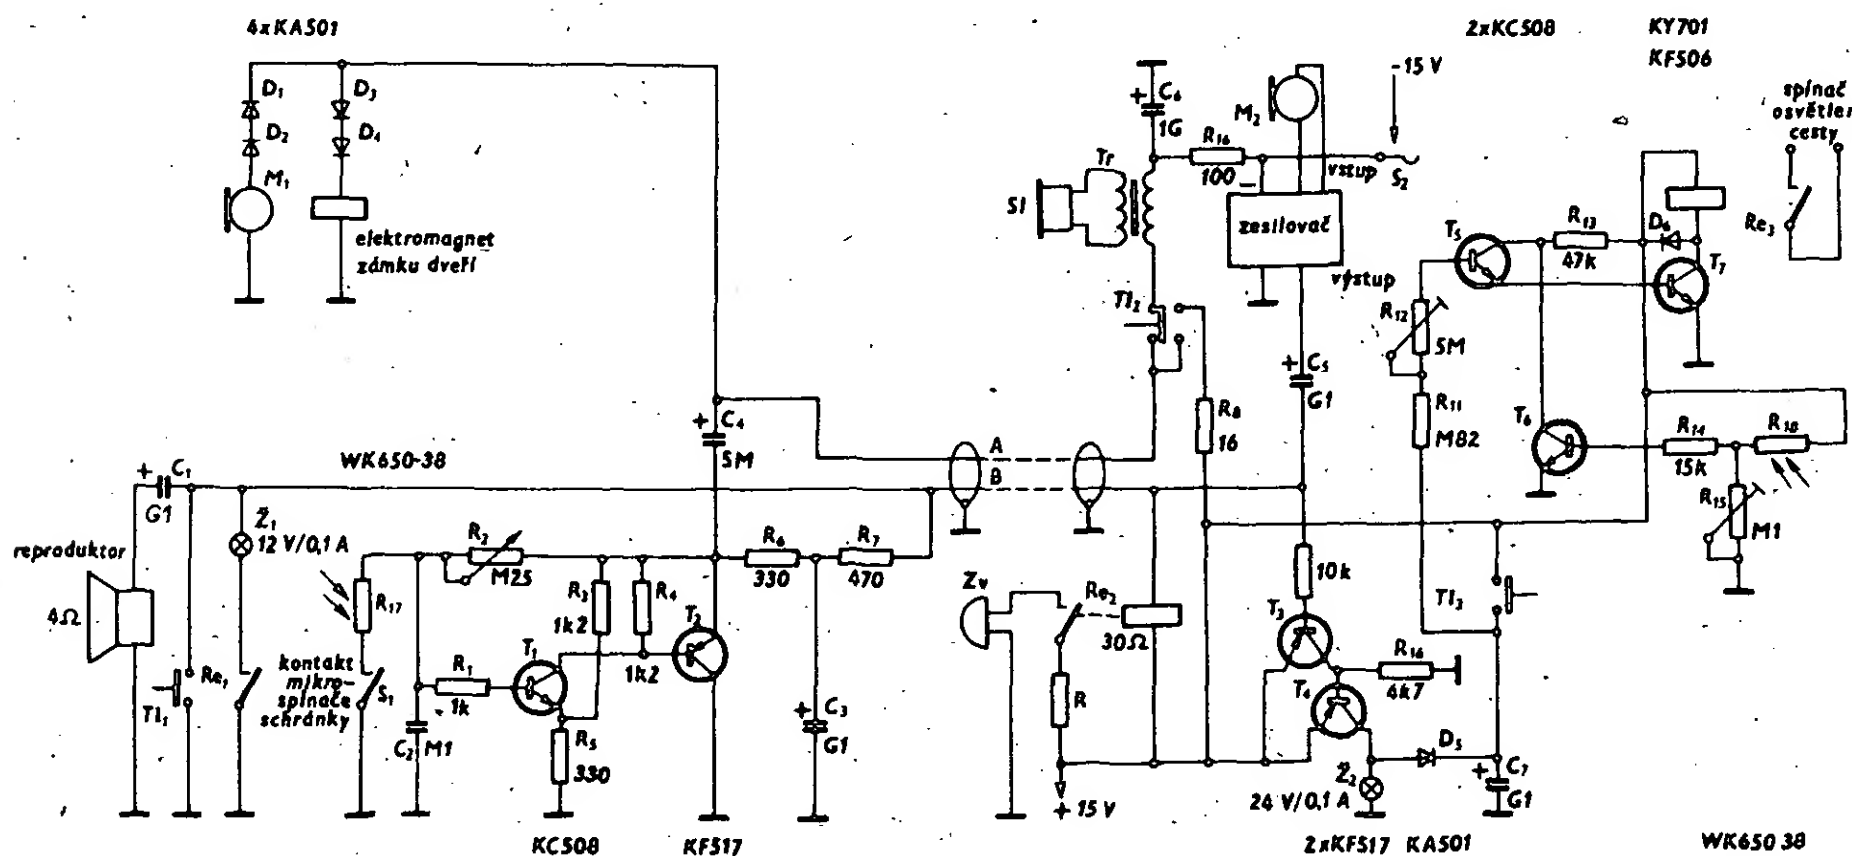 4xKA501
2xKC508
KY701
KF506
-15 V
spínač
osvětlen
cesty
D₁
D₃
D₂
D₄
M₁
elektromagnet
zámku dveří
+ C₆
1G
M₂
R₁₆
100
vstup
S₂
Tr
Sl
zesilovač
výstup
R₁₃
47k
D₆
T₅
T₇
Re₃
Tl₂
R₁₂
5M
+ C₅
G1
+ C₄
5M
R₈
16
R₁₁
M82
T₆
R₁₄
15k
R₁₈
R₁₅
M1
WK650-38
A
B
+ C₁
G1
Ž₁
12 V/0,1 A
reproduktor
4Ω
R₂
M25
R₆
330
R₇
470
R₁₇
R₃
1k2
R₄
1k2
T₂
Zv
Re₂
30Ω
10k
T₃
Tl₃
kontakt
mikro-
spínače
schránky
Re₁
Tl₁
S₁
R₁
1k
T₁
R₁₆
4k7
T₄
R
C₂
M1
R₅
330
+ C₃
G1
+ 15 V
Ž₂
24 V/0,1 A
D₅
+ C₇
G1
KC508
KF517
2xKF517
KA501
WK650 38